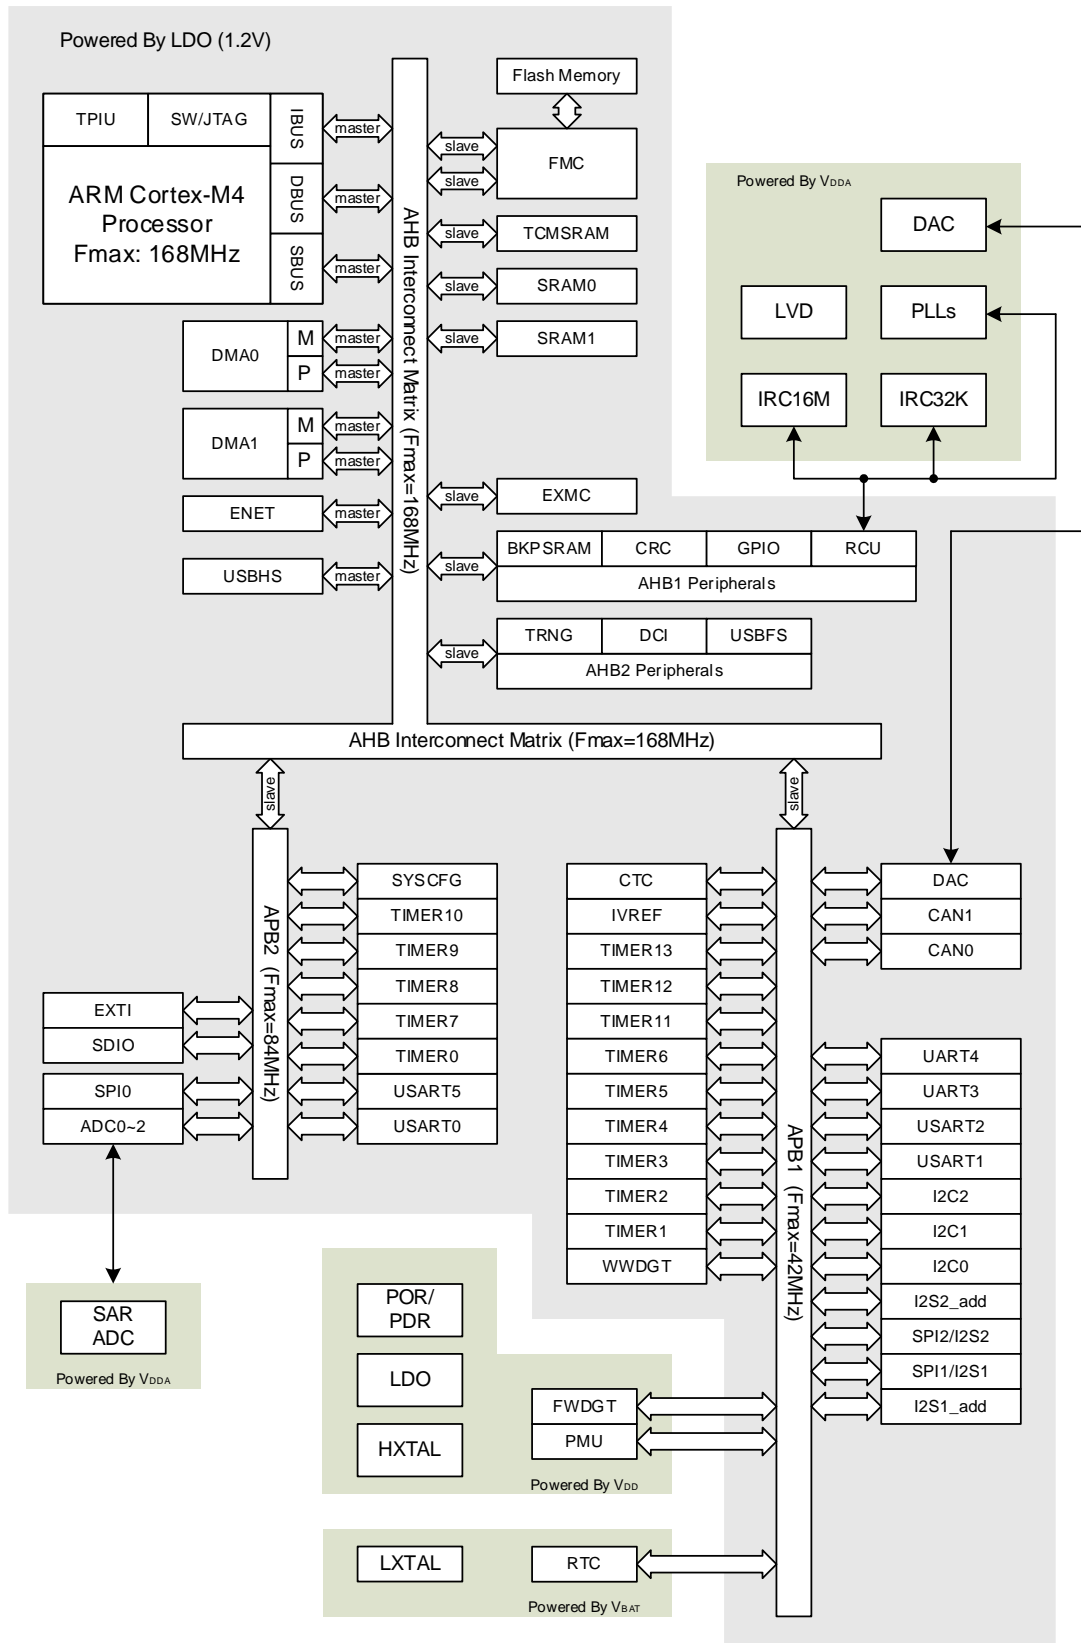 Powered By LDO (1.2V)
TPIU
SW/JTAG
IBUS
DBUS
SBUS
ARM Cortex-M4
Processor
Fmax: 168MHz
master
master
master
DMA0
M
P
master
master
DMA1
M
P
master
master
ENET
master
USBHS
master
AHB Interconnect Matrix (Fmax=168MHz)
Flash Memory
slave
slave
FMC
slave
TCMSRAM
slave
SRAM0
slave
SRAM1
slave
EXMC
slave
BKPSRAM
CRC
GPIO
RCU
AHB1 Peripherals
slave
TRNG
DCI
USBFS
AHB2 Peripherals
Powered By VDDA
DAC
LVD
PLLs
IRC16M
IRC32K
AHB Interconnect Matrix (Fmax=168MHz)
slave
slave
APB2 (Fmax=84MHz)
SYSCFG
TIMER10
TIMER9
TIMER8
TIMER7
TIMER0
USART5
USART0
EXTI
SDIO
SPI0
ADC0~2
SAR
ADC
Powered By VDDA
CTC
IVREF
TIMER13
TIMER12
TIMER11
TIMER6
TIMER5
TIMER4
TIMER3
TIMER2
TIMER1
WWDGT
APB1 (Fmax=42MHz)
DAC
CAN1
CAN0
UART4
UART3
USART2
USART1
I2C2
I2C1
I2C0
I2S2_add
SPI2/I2S2
SPI1/I2S1
I2S1_add
POR/
PDR
LDO
HXTAL
FWDGT
PMU
Powered By VDD
LXTAL
RTC
Powered By VBAT